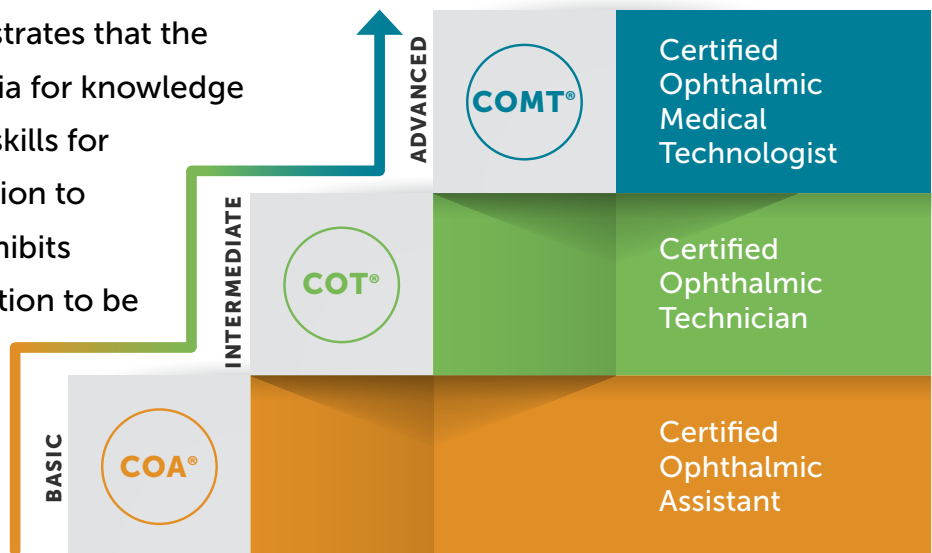 strates that the
ia for knowledge
skills for
ion to
hibits
tion to be
ADVANCED
COMT®
Certified
Ophthalmic
Medical
Technologist
INTERMEDIATE
COT®
Certified
Ophthalmic
Technician
BASIC
COA®
Certified
Ophthalmic
Assistant